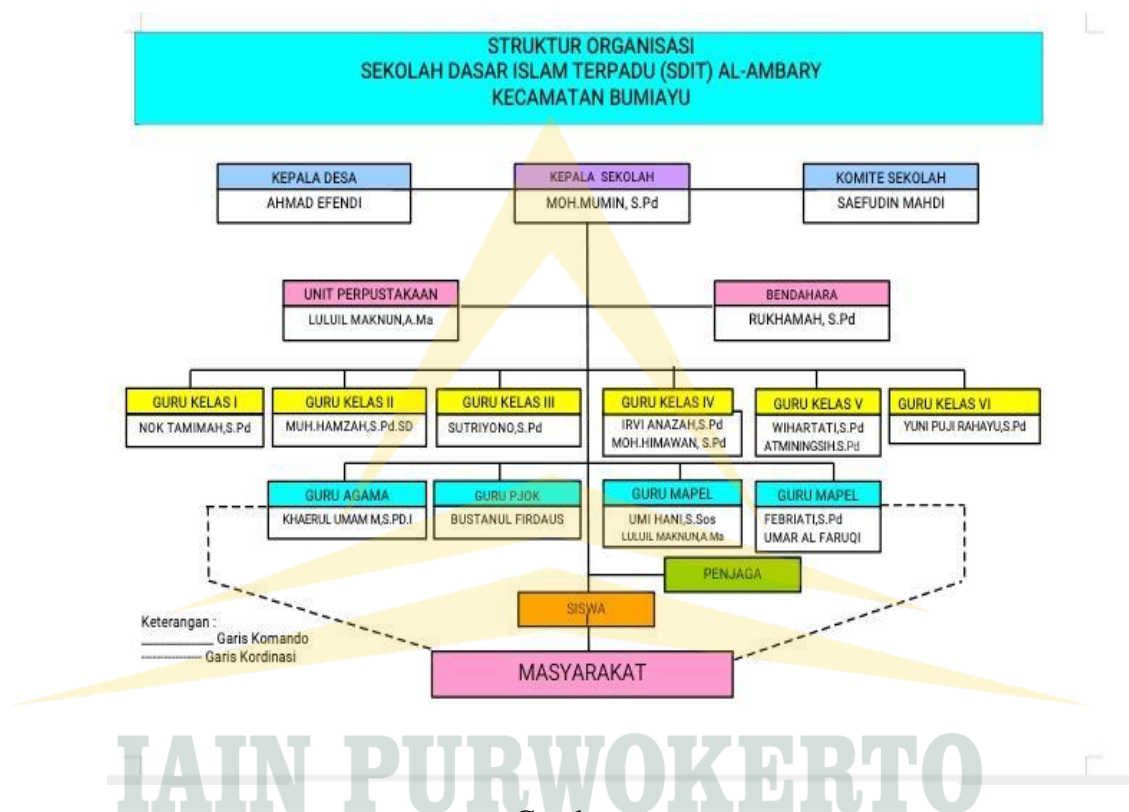 STRUKTUR ORGANISASI
SEKOLAH DASAR ISLAM TERPADU (SDIT) AL-AMBARY
KECAMATAN BUMIAYU
KEPALA DESA
AHMAD EFENDI
KEPALA SEKOLAH
MOH.MUMIN, S.Pd
KOMITE SEKOLAH
SAEFUDIN MAHDI
UNIT PERPUSTAKAAN
LULUIL MAKNUN,A.Ma
BENDAHARA
RUKHAMAH, S.Pd
GURU KELAS I
NOK TAMIMAH,S.Pd
GURU KELAS II
MUH.HAMZAH,S.Pd.SD
GURU KELAS III
SUTRIYONO,S.Pd
GURU KELAS IV
IRVI ANAZAH,S.Pd
MOH.HIMAWAN, S.Pd
GURU KELAS V
WIHARTATI,S.Pd
ATMININGSIH.S.Pd
GURU KELAS VI
YUNI PUJI RAHAYU,S.Pd
GURU AGAMA
KHAERUL UMAM M,S.PD.I
GURU PJOK
BUSTANUL FIRDAUS
GURU MAPEL
UMI HANI,S.Sos
LULUIL MAKNUN,A.Ma
GURU MAPEL
FEBRIATI,S.Pd
UMAR AL FARUQI
PENJAGA
SISWA
Keterangan :
____________ Garis Komando
---------------- Garis Kordinasi
MASYARAKAT
IAIN PURWOKERTO